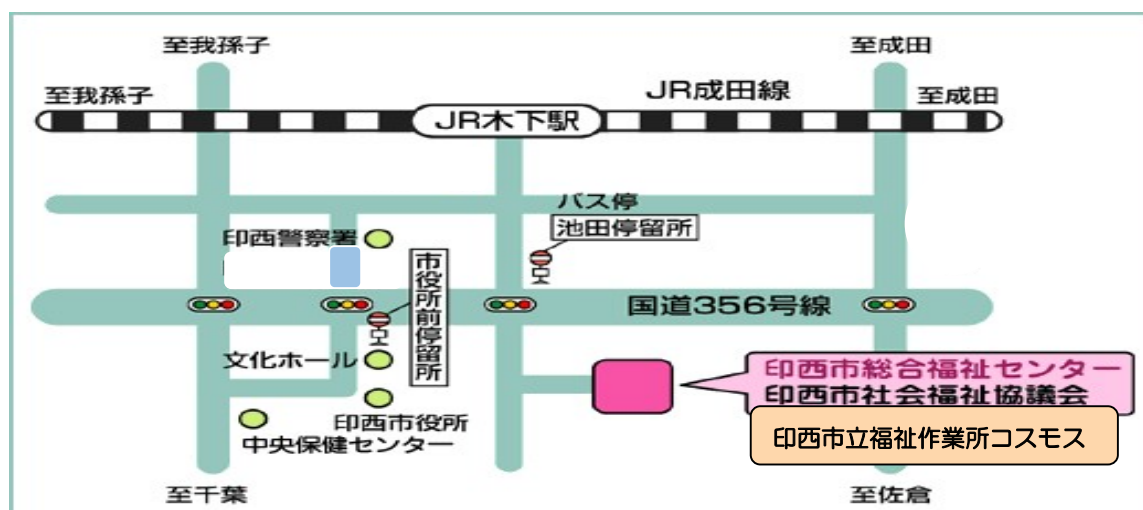 至我孫子
至成田
至我孫子
JR成田線
至成田
JR木下駅
バス停
池田停留所
印西警察署
市役所前停留所
国道356号線
文化ホール
印西市役所
中央保健センター
印西市総合福祉センター
印西市社会福祉協議会
印西市立福祉作業所コスモス
至千葉
至佐倉